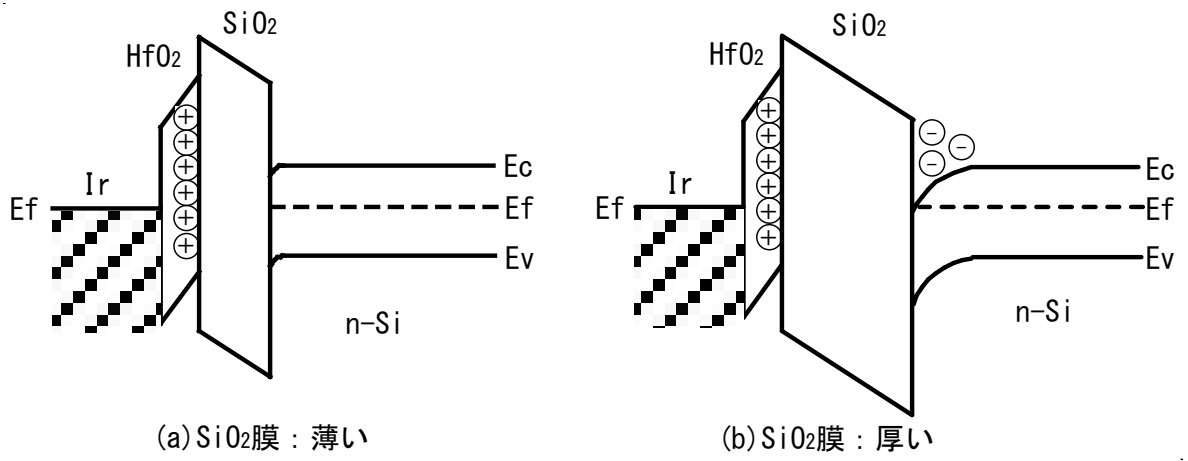 SiO2
HfO2
Ir
Ef
Ec
Ef
Ev
n-Si
(a)SiO2膜：薄い
SiO2
HfO2
Ir
Ef
Ec
Ef
Ev
n-Si
(b)SiO2膜：厚い